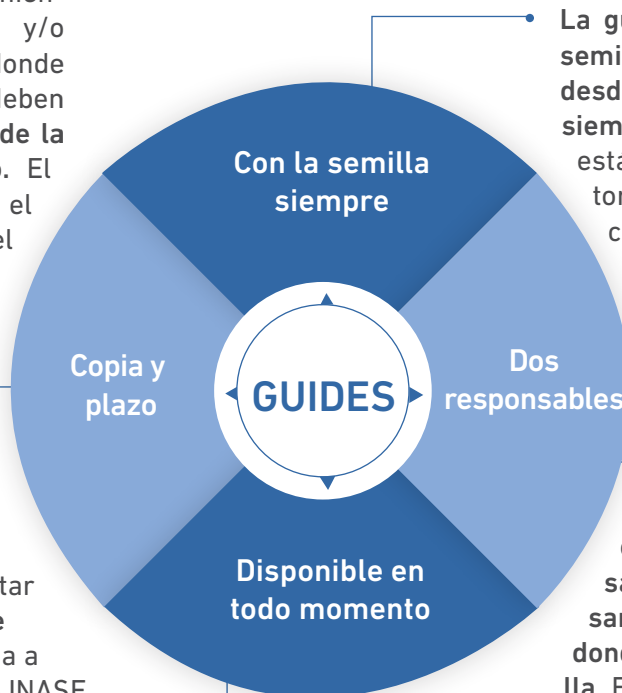 y/o
donde
deben
de la
El
el
el
La
semi
desd
siem
esta
tor
c
Con la semilla
siempre
Copia y
plazo
GUIDES
Dos
responsables
Disponible en
todo momento
tar
e
a a
INASE
sa
sar
dond
lla